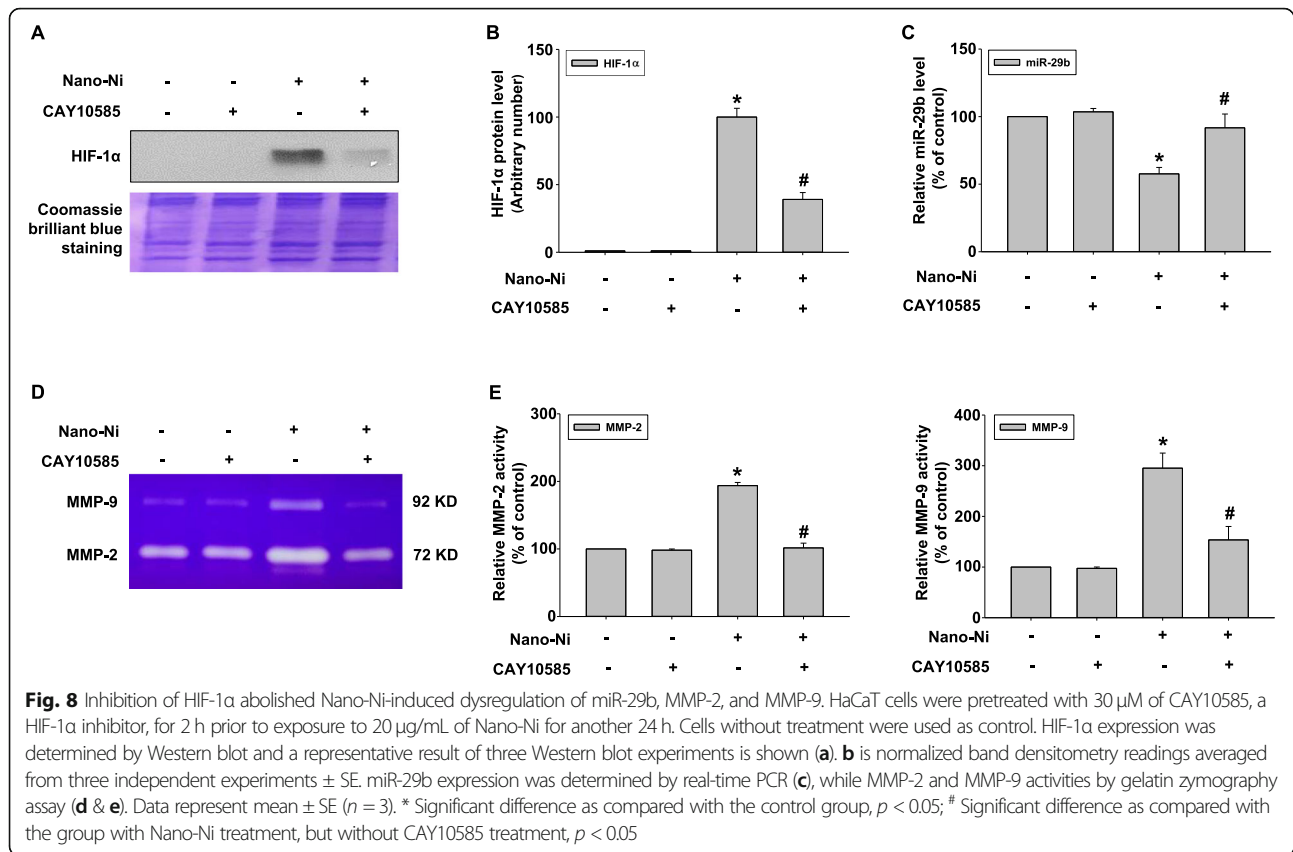 A
Nano-Ni - - + +
CAY10585 - + - +
HIF-1α
Coomassie
brilliant blue
staining
B
HIF-1α protein level
(Arbitrary number)
150
100
50
0
HIF-1α
*
#
Nano-Ni - - + +
CAY10585 - + - +
C
Relative miR-29b level
(% of control)
150
100
50
0
miR-29b
*
#
Nano-Ni - - + +
CAY10585 - + - +
D
Nano-Ni - - + +
CAY10585 - + - +
MMP-9 92 KD
MMP-2 72 KD
E
Relative MMP-2 activity
(% of control)
300
200
100
0
MMP-2
*
#
Nano-Ni - - + +
CAY10585 - + - +
Relative MMP-9 activity
(% of control)
400
300
200
100
0
MMP-9
*
#
Nano-Ni - - + +
CAY10585 - + - +
Fig. 8 Inhibition of HIF-1α abolished Nano-Ni-induced dysregulation of miR-29b, MMP-2, and MMP-9. HaCaT cells were pretreated with 30 μM of CAY10585, a
HIF-1α inhibitor, for 2 h prior to exposure to 20 μg/mL of Nano-Ni for another 24 h. Cells without treatment were used as control. HIF-1α expression was
determined by Western blot and a representative result of three Western blot experiments is shown (a). b is normalized band densitometry readings averaged
from three independent experiments ± SE. miR-29b expression was determined by real-time PCR (c), while MMP-2 and MMP-9 activities by gelatin zymography
assay (d & e). Data represent mean ± SE (n = 3). * Significant difference as compared with the control group, p < 0.05; # Significant difference as compared with
the group with Nano-Ni treatment, but without CAY10585 treatment, p < 0.05